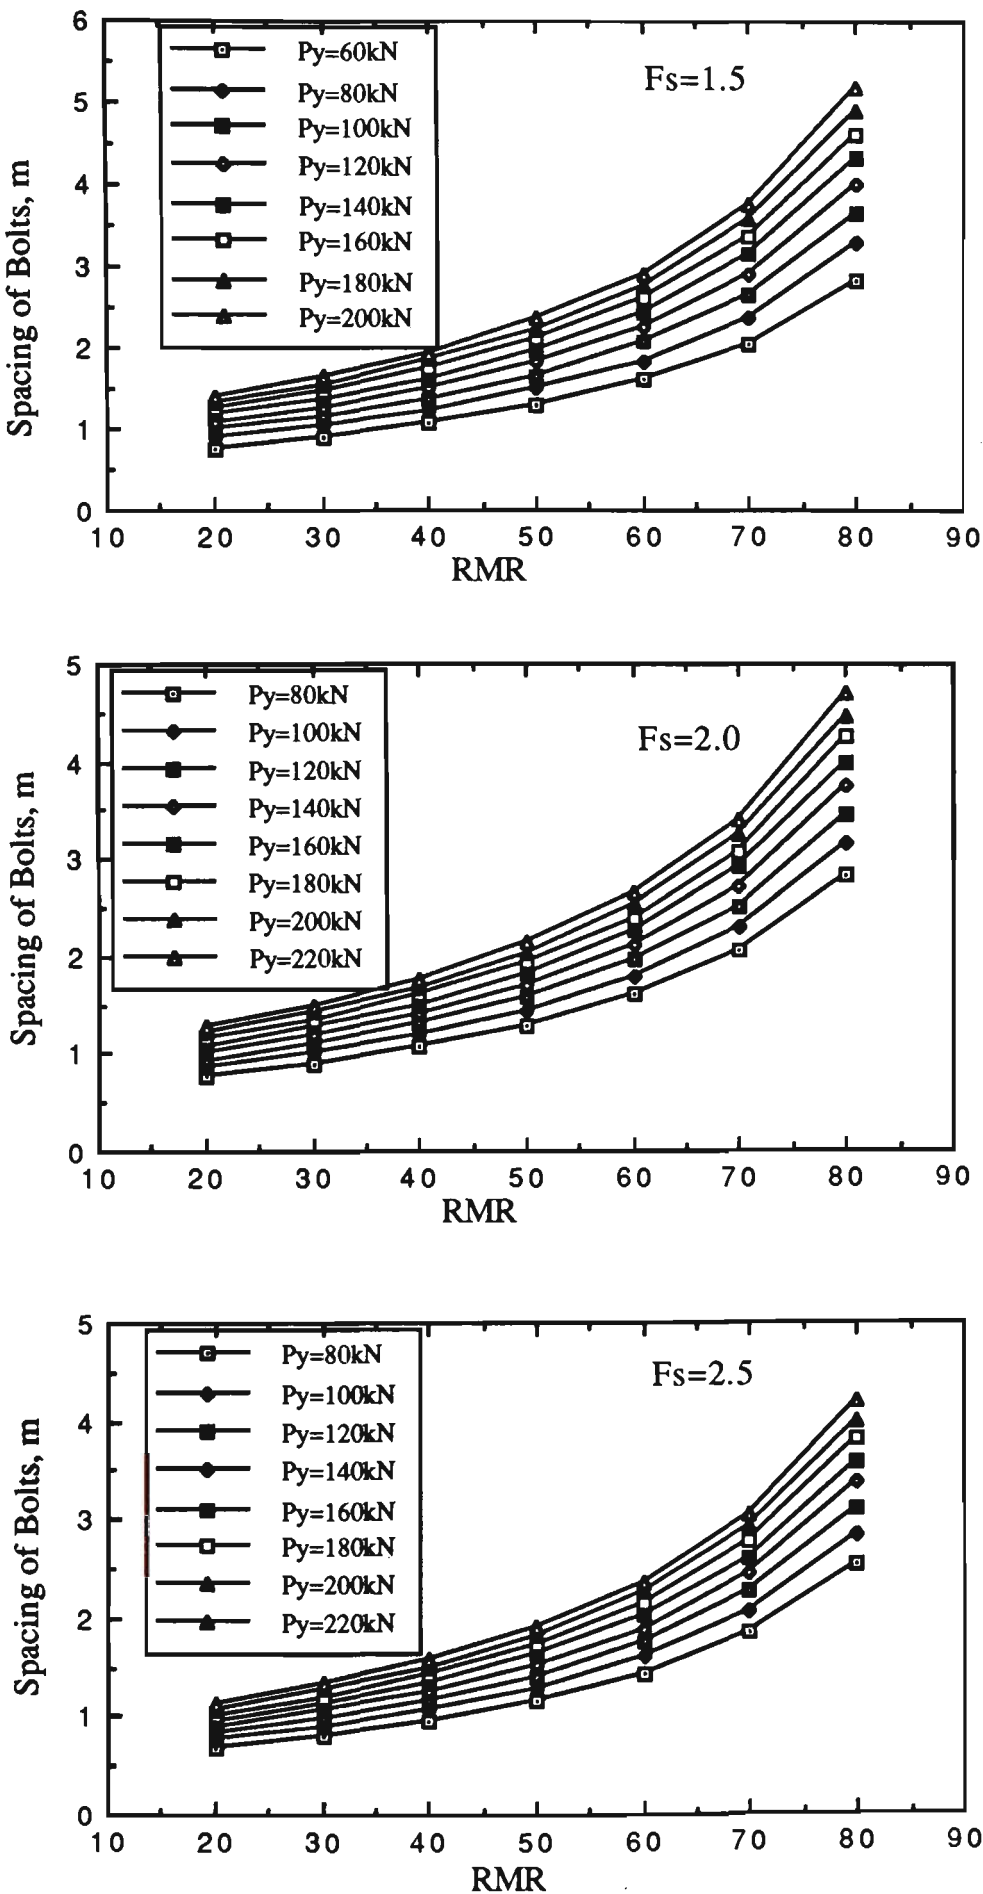 6
5
4
3
2
1
0
Spacing of Bolts, m
Py=60kN
Py=80kN
Py=100kN
Py=120kN
Py=140kN
Py=160kN
Py=180kN
Py=200kN
Fs=1.5
10 20 30 40 50 60 70 80 90
RMR
5
4
3
2
1
0
Spacing of Bolts, m
Py=80kN
Py=100kN
Py=120kN
Py=140kN
Py=160kN
Py=180kN
Py=200kN
Py=220kN
Fs=2.0
10 20 30 40 50 60 70 80 90
RMR
5
4
3
2
1
0
Spacing of Bolts, m
Py=80kN
Py=100kN
Py=120kN
Py=140kN
Py=160kN
Py=180kN
Py=200kN
Py=220kN
Fs=2.5
10 20 30 40 50 60 70 80 90
RMR